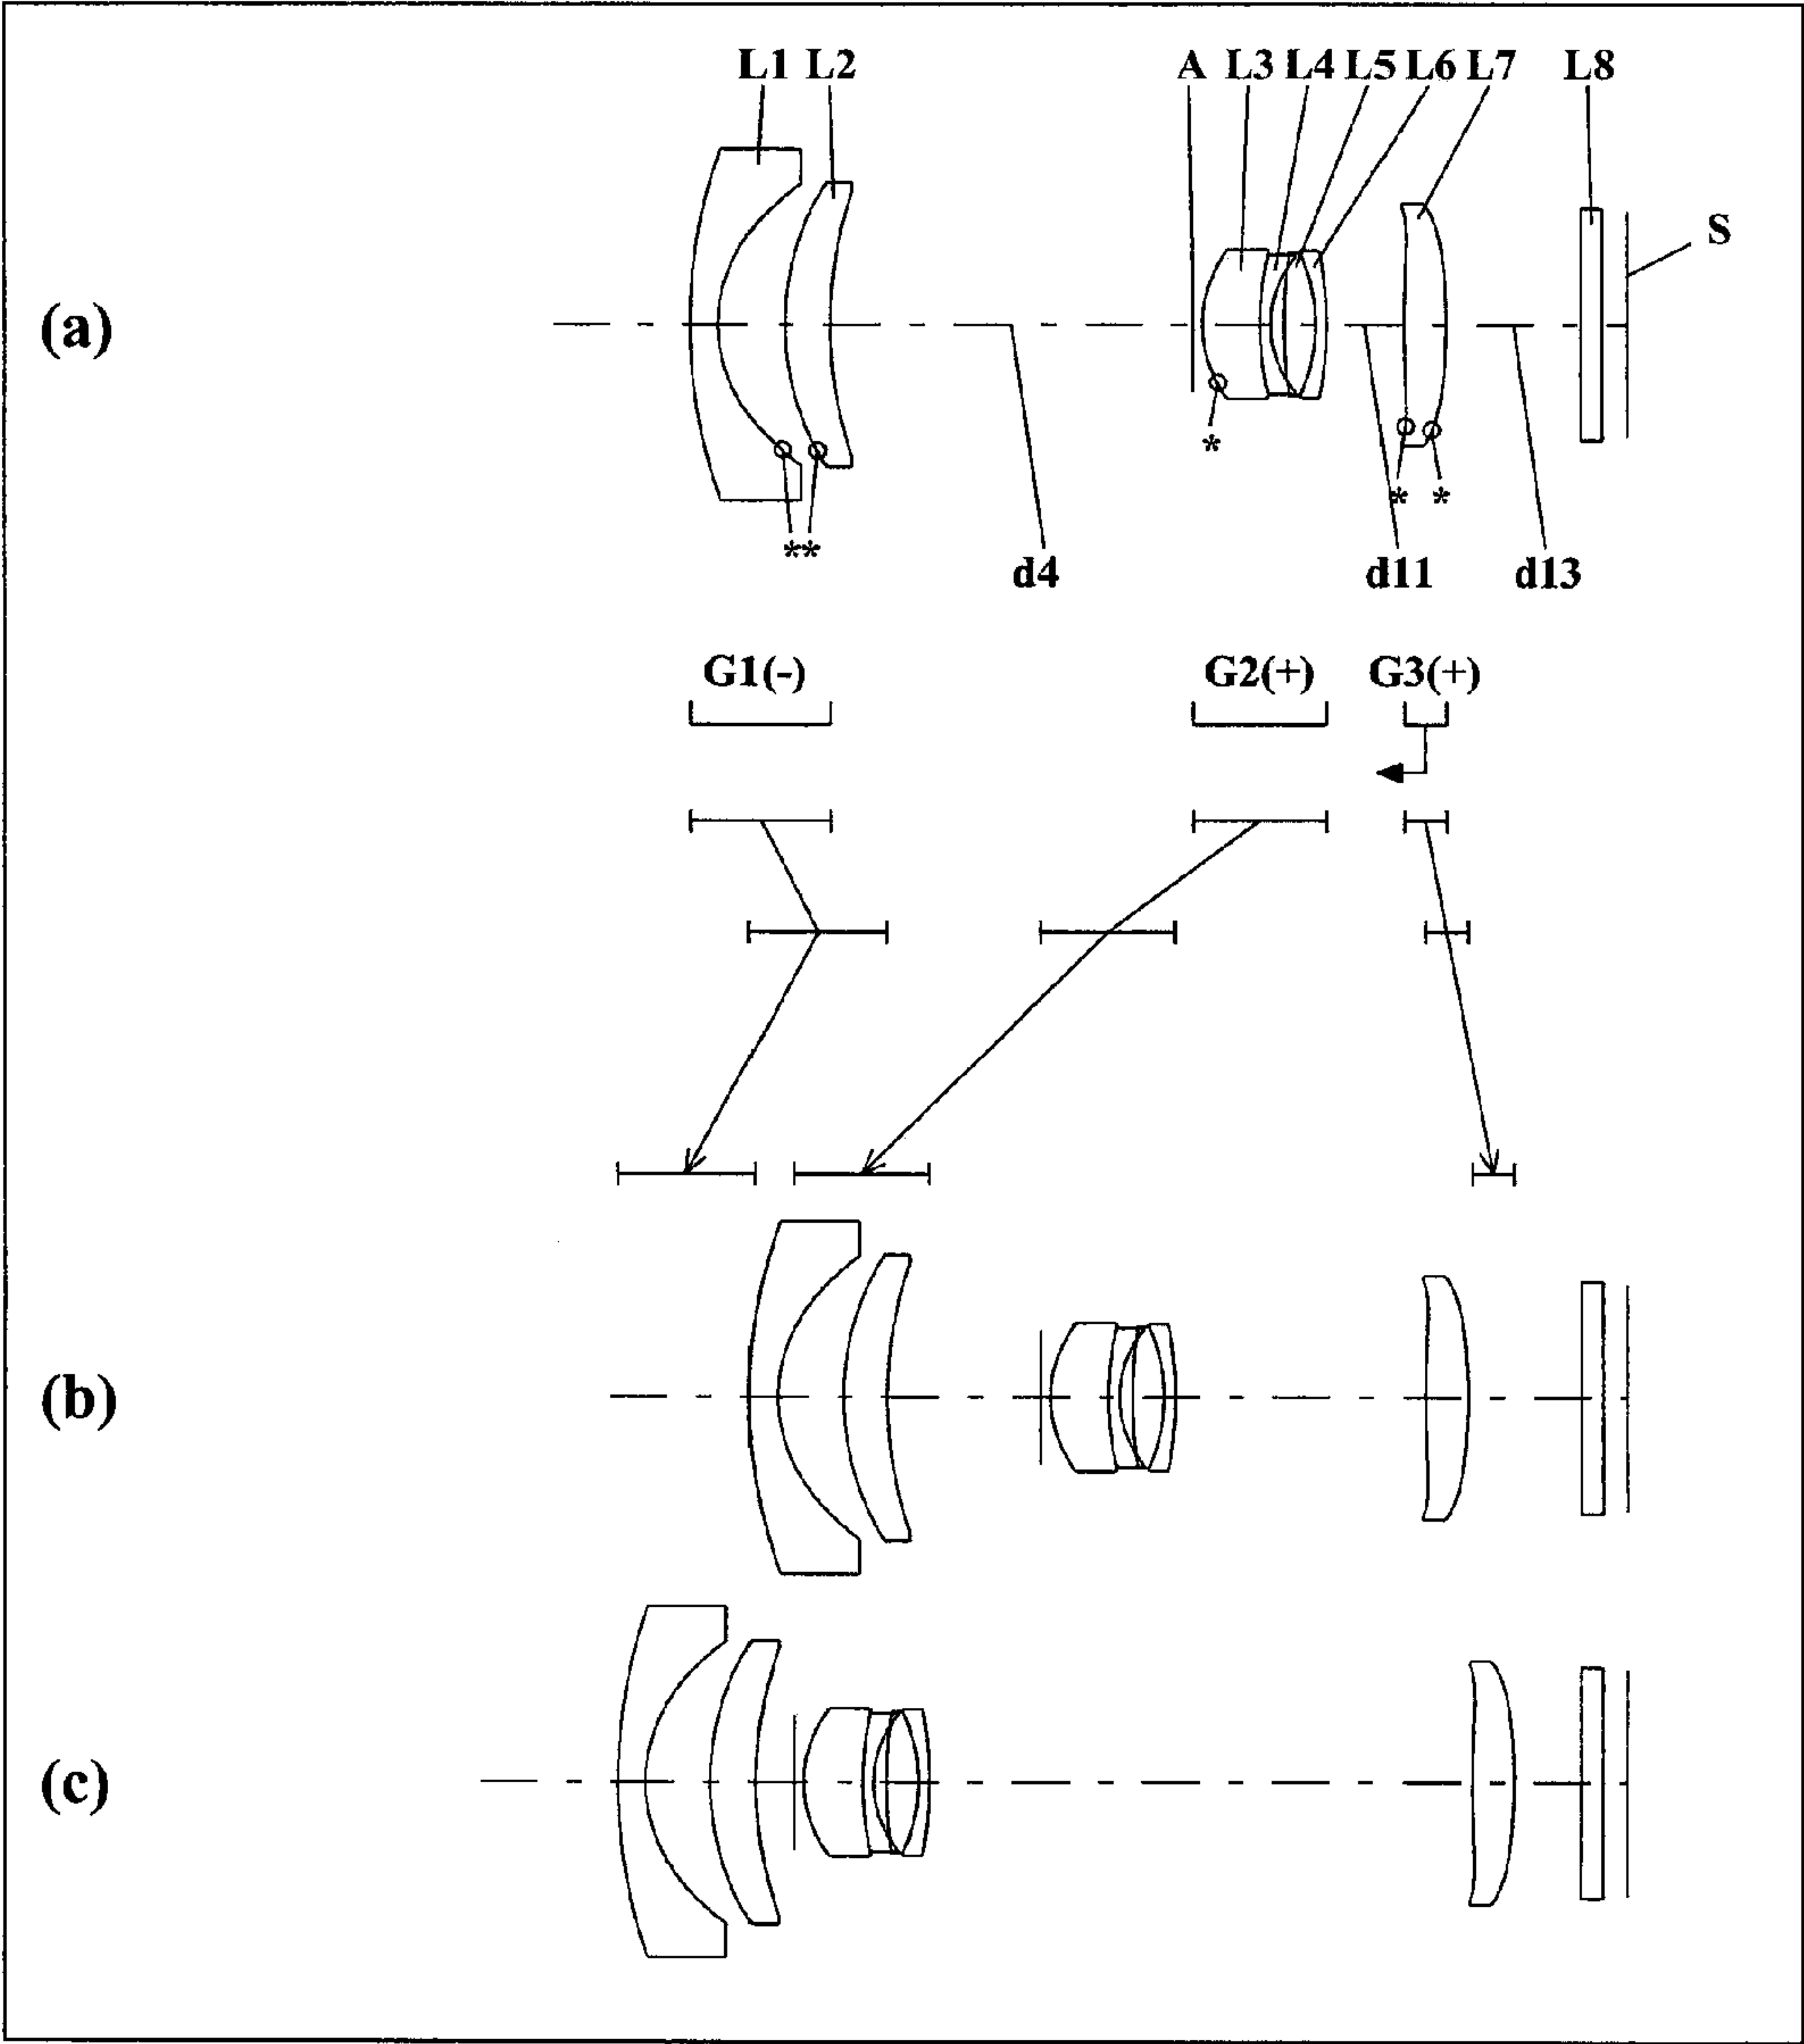 L1 L2 A L3 L4 L5 L6 L7 L8
S
(a)
*
* *
**
d4 d11 d13
G1(-) G2(+) G3(+)
(b)
(c)